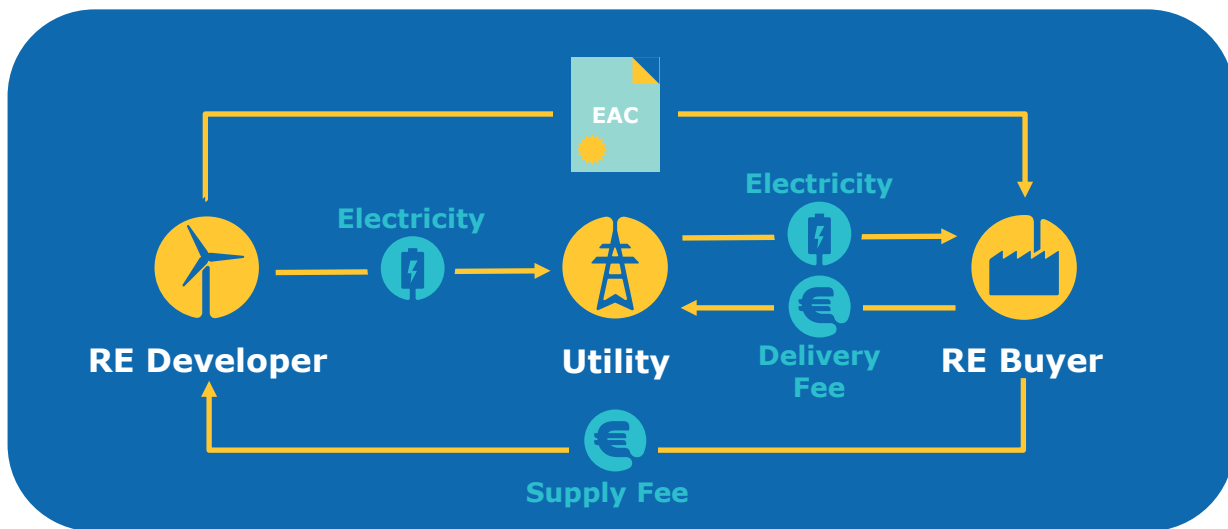 EAC
Electricity
Electricity
RE Developer
Utility
Delivery
Fee
RE Buyer
Supply Fee